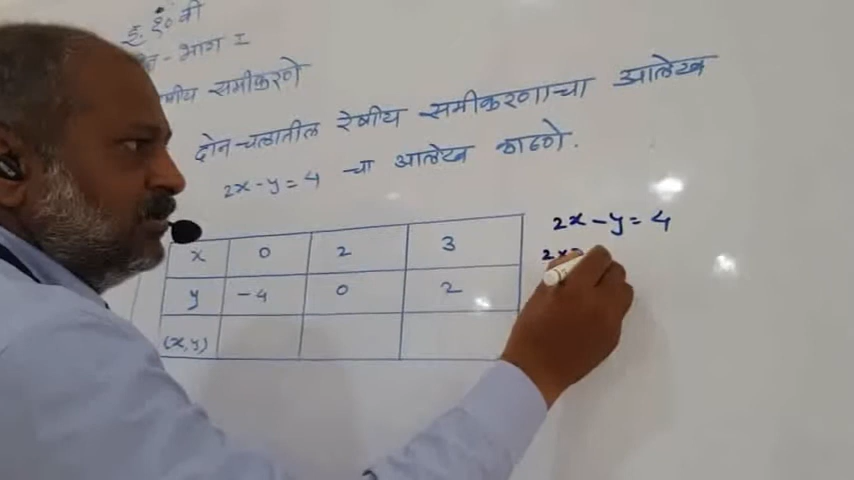 इ. १० वी
भाग - I
समीकरणे
दोन चलातील रेषीय समीकरणाचा आलेख
2x - y = 4 चा आलेख काढणे.
x 0 2 3
y -4 0 2
(x, y)
2x - y = 4
2x